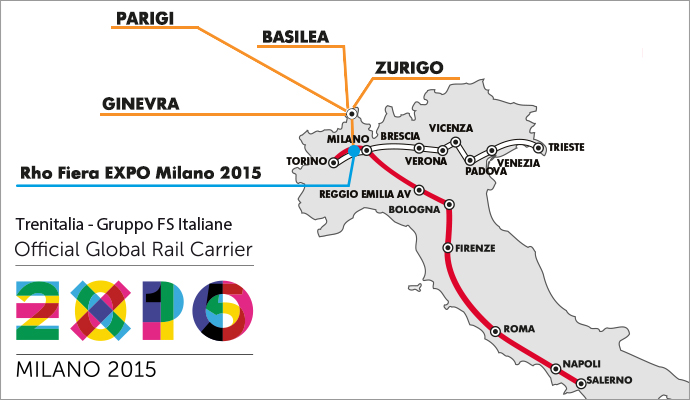 PARIGI
BASILEA
ZURIGO
GINEVRA
MILANO
BRESCIA
VICENZA
TORINO
VERONA
PADOVA
VENEZIA
TRIESTE
Rho Fiera EXPO Milano 2015
REGGIO EMILIA AV
BOLOGNA
Trenitalia - Gruppo FS Italiane
Official Global Rail Carrier
FIRENZE
EXPO
2015
ROMA
MILANO 2015
NAPOLI
SALERNO